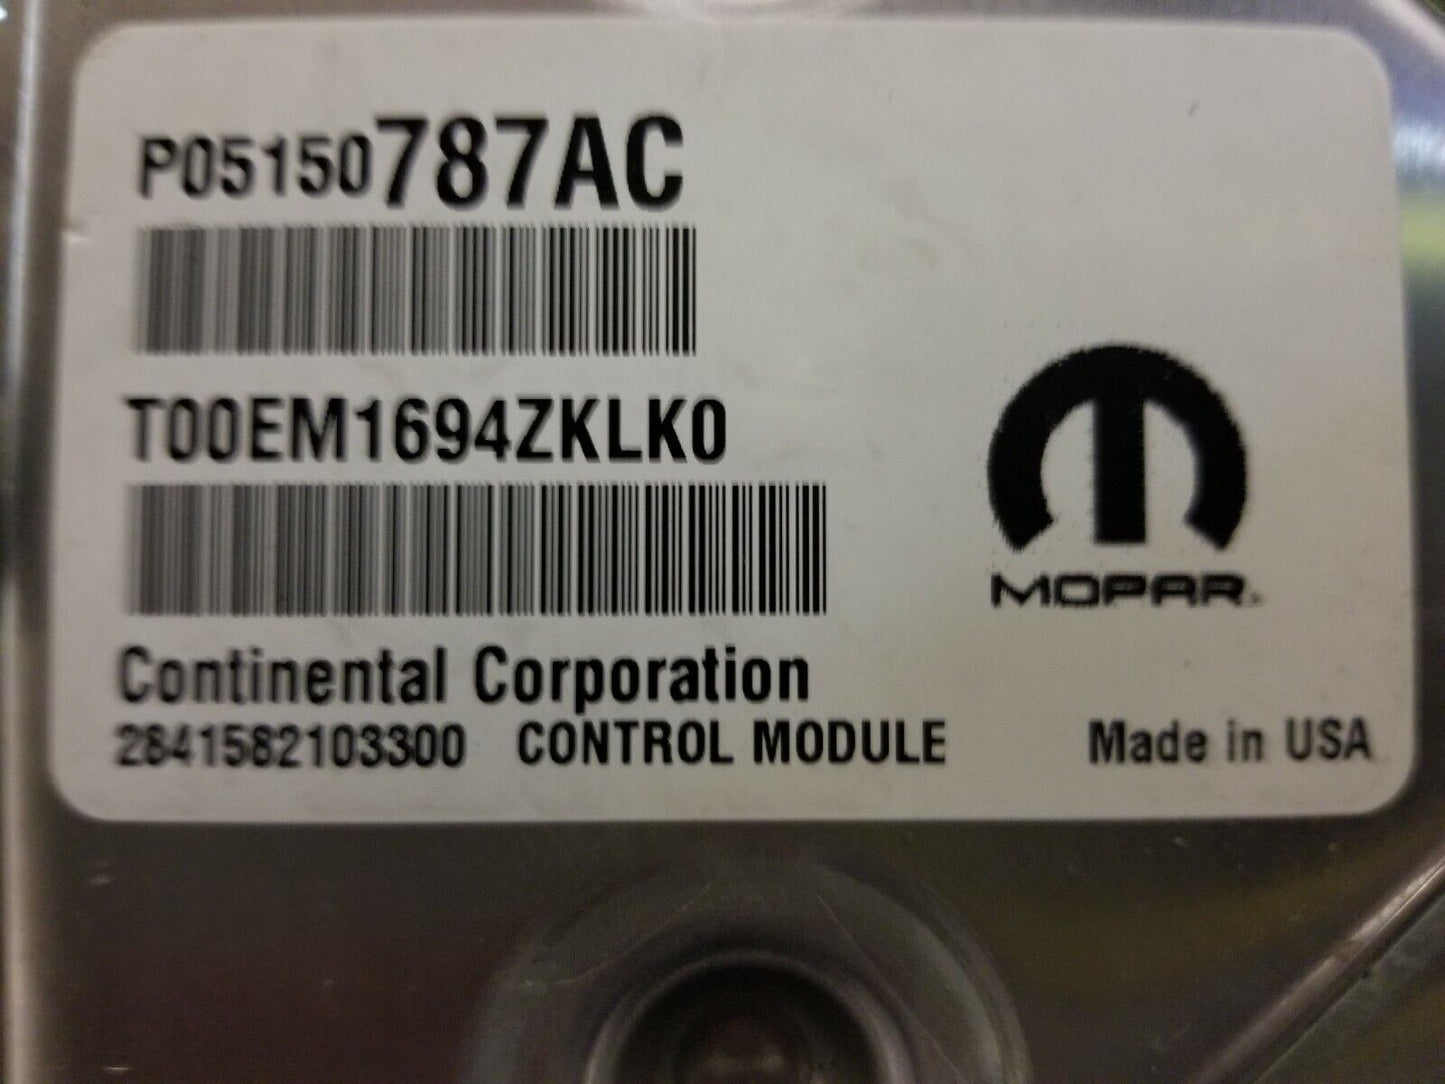 P05150787AC
T00EM1694ZKLK0
MOPAR
Continental Corporation
2841582103300 CONTROL MODULE Made in USA